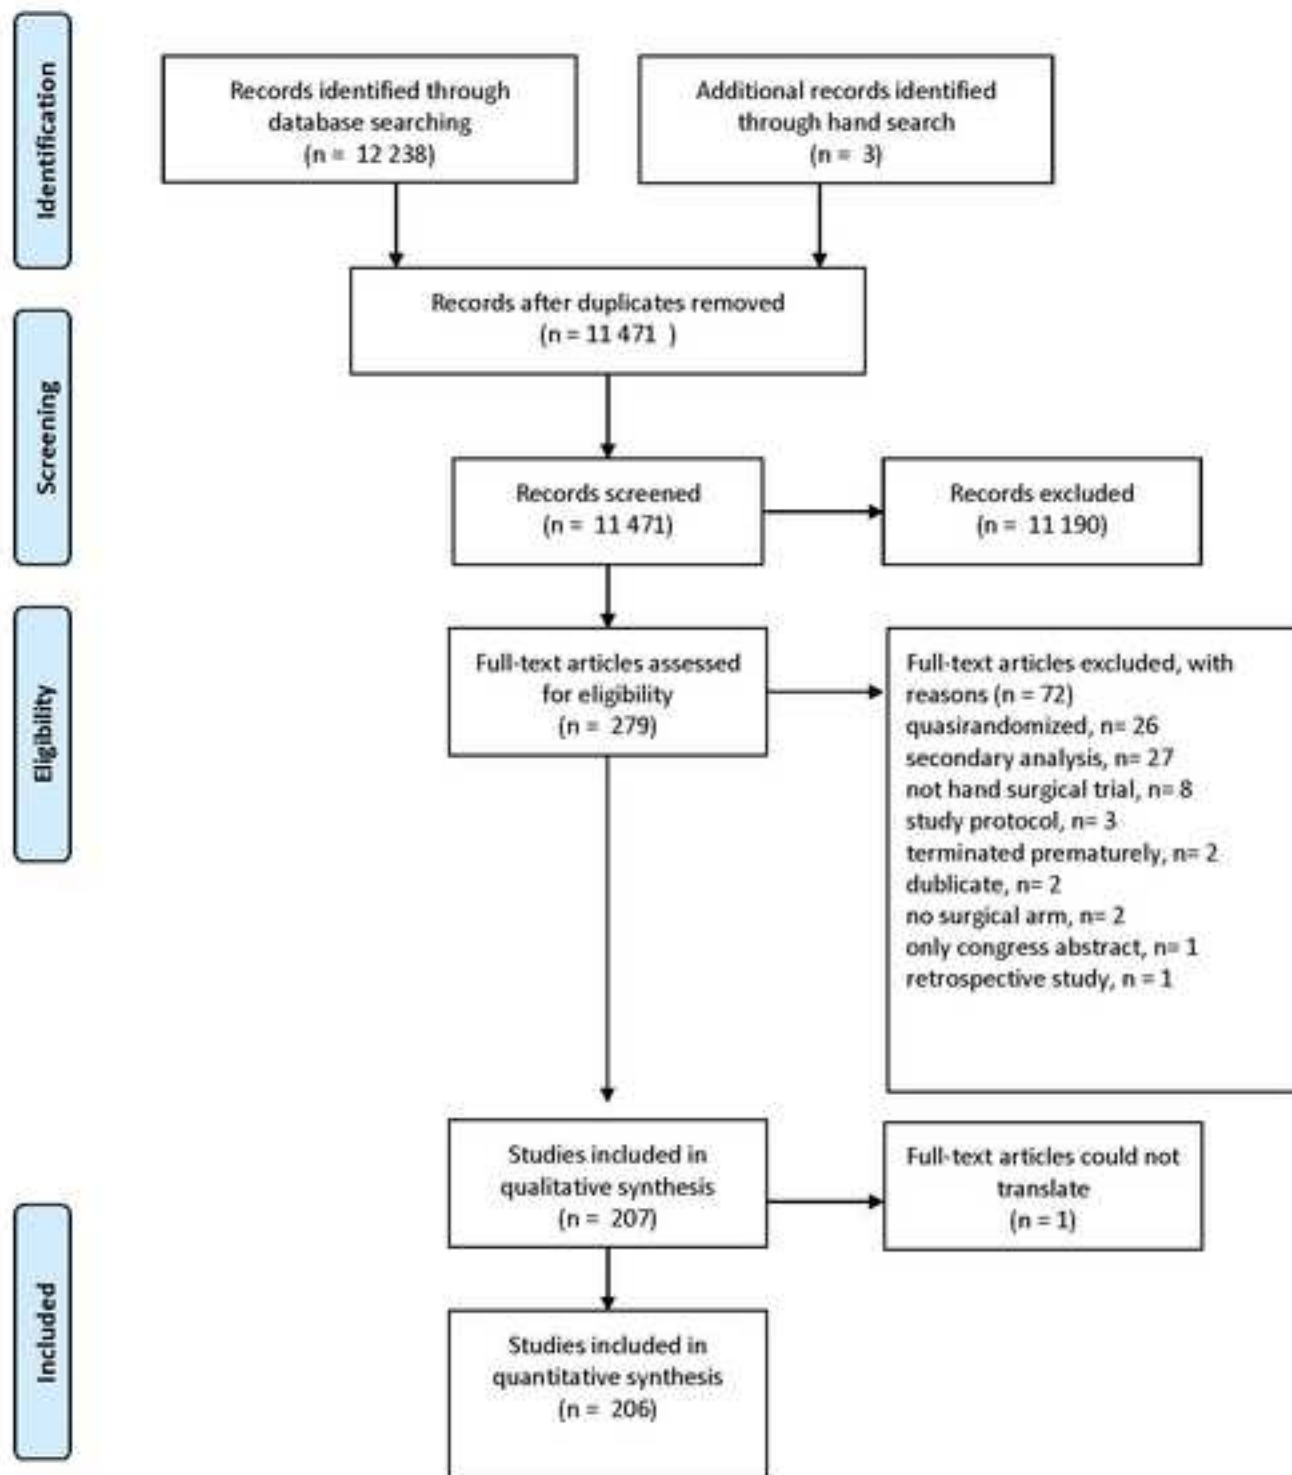 Identification
Records identified through
database searching
(n = 12 238)
Additional records identified
through hand search
(n = 3)
Records after duplicates removed
(n = 11 471 )
Screening
Records screened
(n = 11 471)
Records excluded
(n = 11 190)
Eligibility
Full-text articles assessed
for eligibility
(n = 279)
Full-text articles excluded, with
reasons (n = 72)
quasirandomized, n= 26
secondary analysis, n= 27
not hand surgical trial, n= 8
study protocol, n= 3
terminated prematurely, n= 2
dublicate, n= 2
no surgical arm, n= 2
only congress abstract, n= 1
retrospective study, n = 1
Studies included in
qualitative synthesis
(n = 207)
Full-text articles could not
translate
(n = 1)
Included
Studies included in
quantitative synthesis
(n = 206)